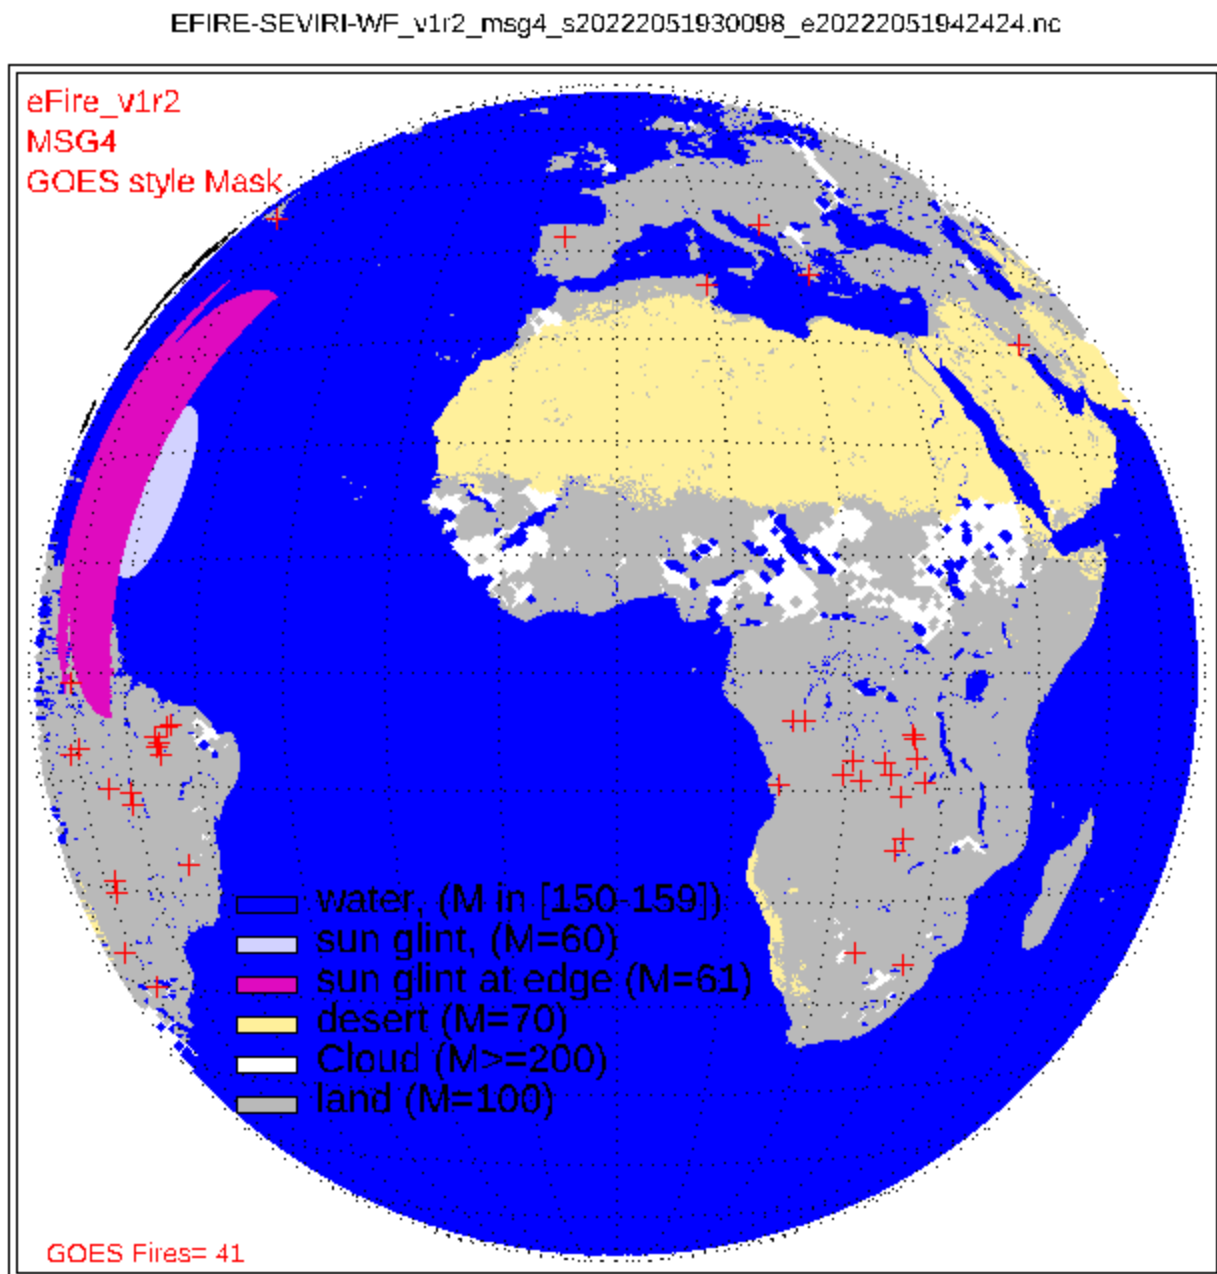 EFIRE-SEVIRI-WF_v1r2_msg4_s20222051930098_e20222051942424.nc
eFire_v1r2
MSG4
GOES style Mask
water, (M in [150-159])
sun glint, (M=60)
sun glint at edge (M=61)
desert (M=70)
Cloud (M>=200)
land (M=100)
GOES Fires= 41